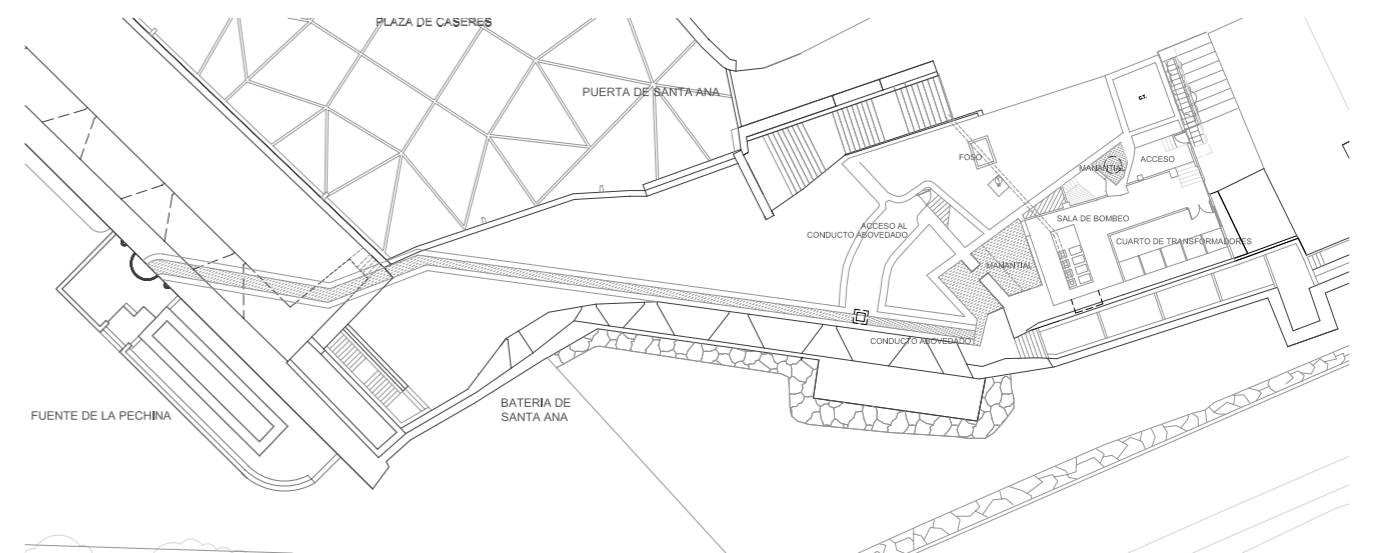 PLAZA DE CASERES
PUERTA DE SANTA ANA
C.T.
FOSO
MANANTIAL
ACCESO
SALA DE BOMBEO
ACCESO AL
CONDUCTO ABOVEDADO
CUARTO DE TRANSFORMADORES
MANANTIAL
CONDUCTO ABOVEDADO
BATERIA DE
SANTA ANA
FUENTE DE LA PECHINA